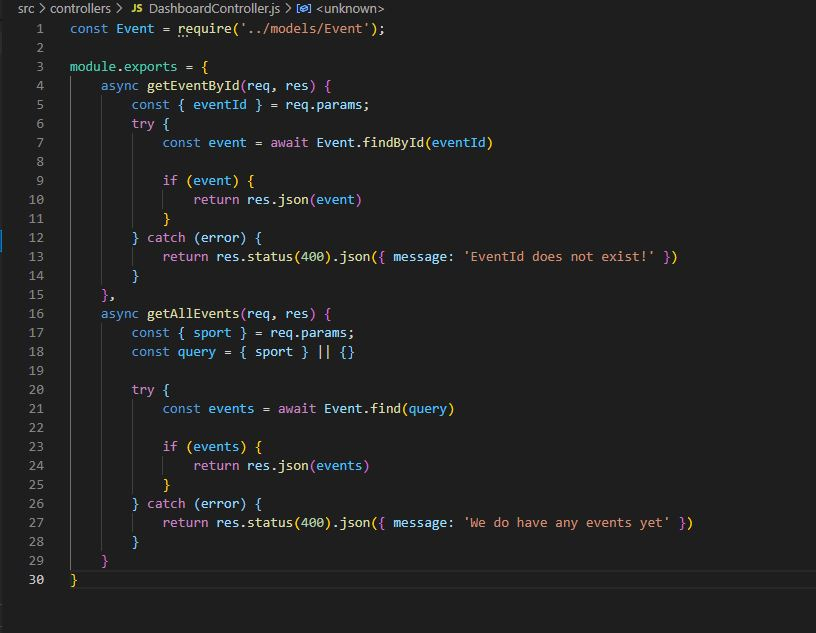 src > controllers > JS DashboardController.js > <unknown>
1 const Event = require('../models/Event');
2
3 module.exports = {
4 async getEventById(req, res) {
5 const { eventId } = req.params;
6 try {
7 const event = await Event.findById(eventId)
8
9 if (event) {
10 return res.json(event)
11 }
12 } catch (error) {
13 return res.status(400).json({ message: 'EventId does not exist!' })
14 }
15 },
16 async getAllEvents(req, res) {
17 const { sport } = req.params;
18 const query = { sport } || {}
19
20 try {
21 const events = await Event.find(query)
22
23 if (events) {
24 return res.json(events)
25 }
26 } catch (error) {
27 return res.status(400).json({ message: 'We do have any events yet' })
28 }
29 }
30 }